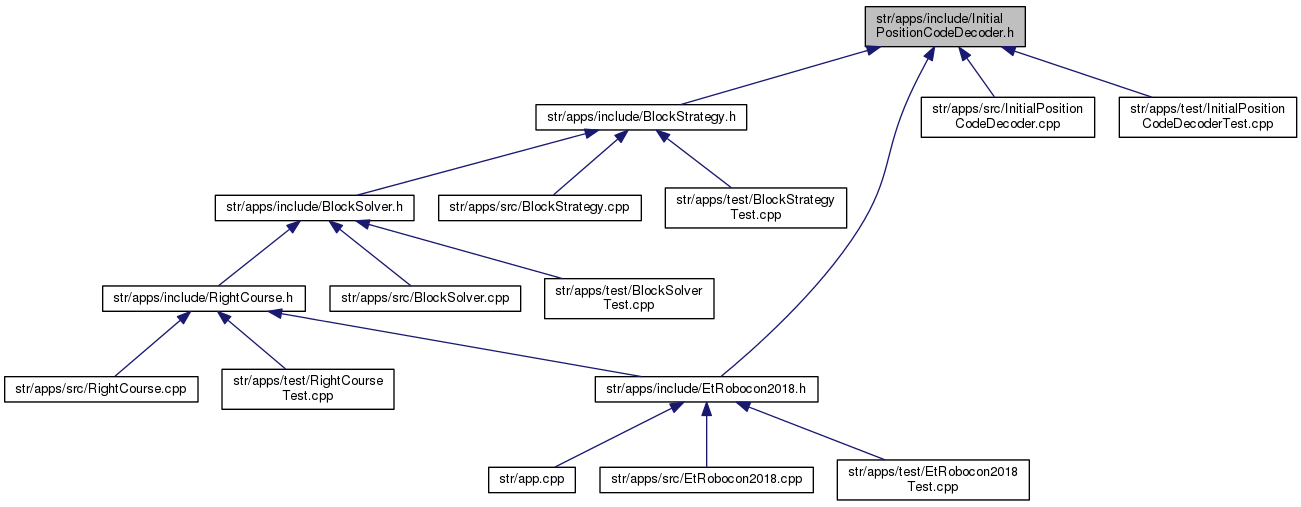 str/apps/include/Initial
PositionCodeDecoder.h
str/apps/include/BlockStrategy.h
str/apps/src/InitialPosition
CodeDecoder.cpp
str/apps/test/InitialPosition
CodeDecoderTest.cpp
str/apps/include/BlockSolver.h
str/apps/src/BlockStrategy.cpp
str/apps/test/BlockStrategy
Test.cpp
str/apps/include/RightCourse.h
str/apps/src/BlockSolver.cpp
str/apps/test/BlockSolver
Test.cpp
str/apps/src/RightCourse.cpp
str/apps/test/RightCourse
Test.cpp
str/apps/include/EtRobocon2018.h
str/app.cpp
str/apps/src/EtRobocon2018.cpp
str/apps/test/EtRobocon2018
Test.cpp